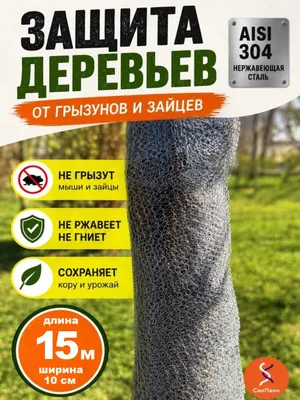 ЗАЩИТА
ДЕРЕВЬЕВ
ОТ ГРЫЗУНОВ И ЗАЙЦЕВ
AISI
304
НЕРЖАВЕЮЩАЯ
СТАЛЬ
НЕ ГРЫЗУТ
мыши и зайцы
НЕ РЖАВЕЕТ
НЕ ГНИЕТ
СОХРАНЯЕТ
кору и урожай
длина
15м
ширина
10 см
СанПанч